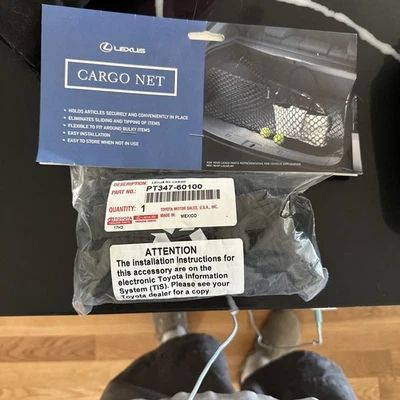 LEXUS
CARGO NET
• HOLDS ARTICLES SECURELY AND CONVENIENTLY IN PLACE
• ELIMINATES SLIDING AND TIPPING OF ITEMS
• FLEXIBLE TO FIT AROUND BULKY ITEMS
• EASY INSTALLATION
• EASY TO STORE WHEN NOT IN USE
DESCRIPTION:
PART NO.: PT347-60100
QUANTITY: 1 TOYOTA MOTOR SALES, U.S.A., INC.
MADE IN: MEXICO
TOYOTA LEXUS
ATTENTION
The installation instructions for
this accessory are on the
electronic Toyota Information
System (TIS). Please see your
Toyota dealer for a copy